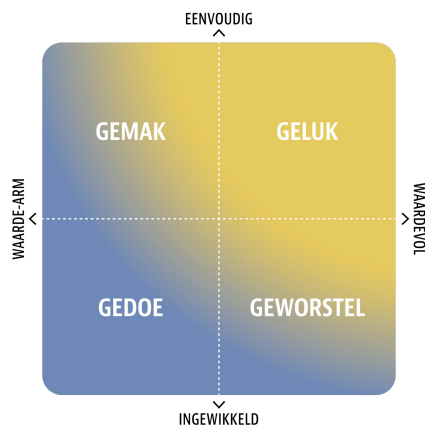 EENVOUDIG
GEMAK
GELUK
WAARDE-ARM
WAARDEVOL
GEDOE
GEWORSTEL
INGEWIKKELD